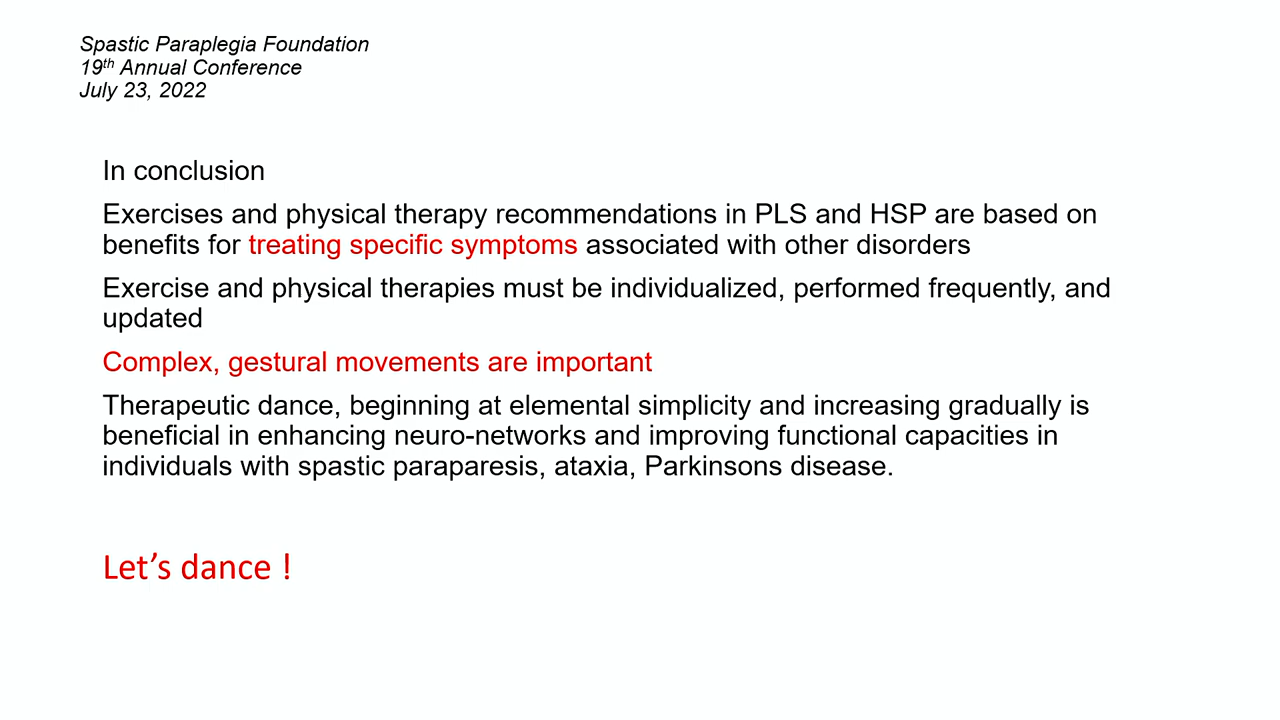 Spastic Paraplegia Foundation
19th Annual Conference
July 23, 2022
In conclusion
Exercises and physical therapy recommendations in PLS and HSP are based on
benefits for treating specific symptoms associated with other disorders
Exercise and physical therapies must be individualized, performed frequently, and
updated
Complex, gestural movements are important
Therapeutic dance, beginning at elemental simplicity and increasing gradually is
beneficial in enhancing neuro-networks and improving functional capacities in
individuals with spastic paraparesis, ataxia, Parkinsons disease.
Let’s dance !